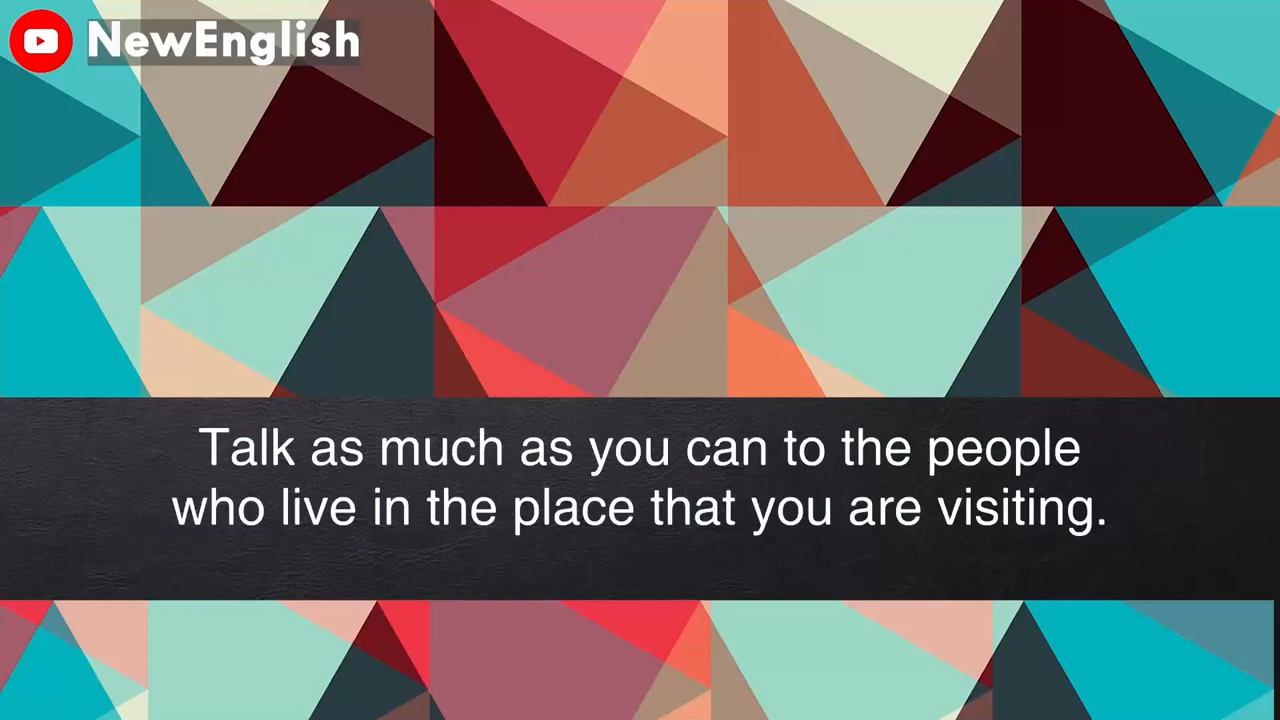 NewEnglish
Talk as much as you can to the people
who live in the place that you are visiting.